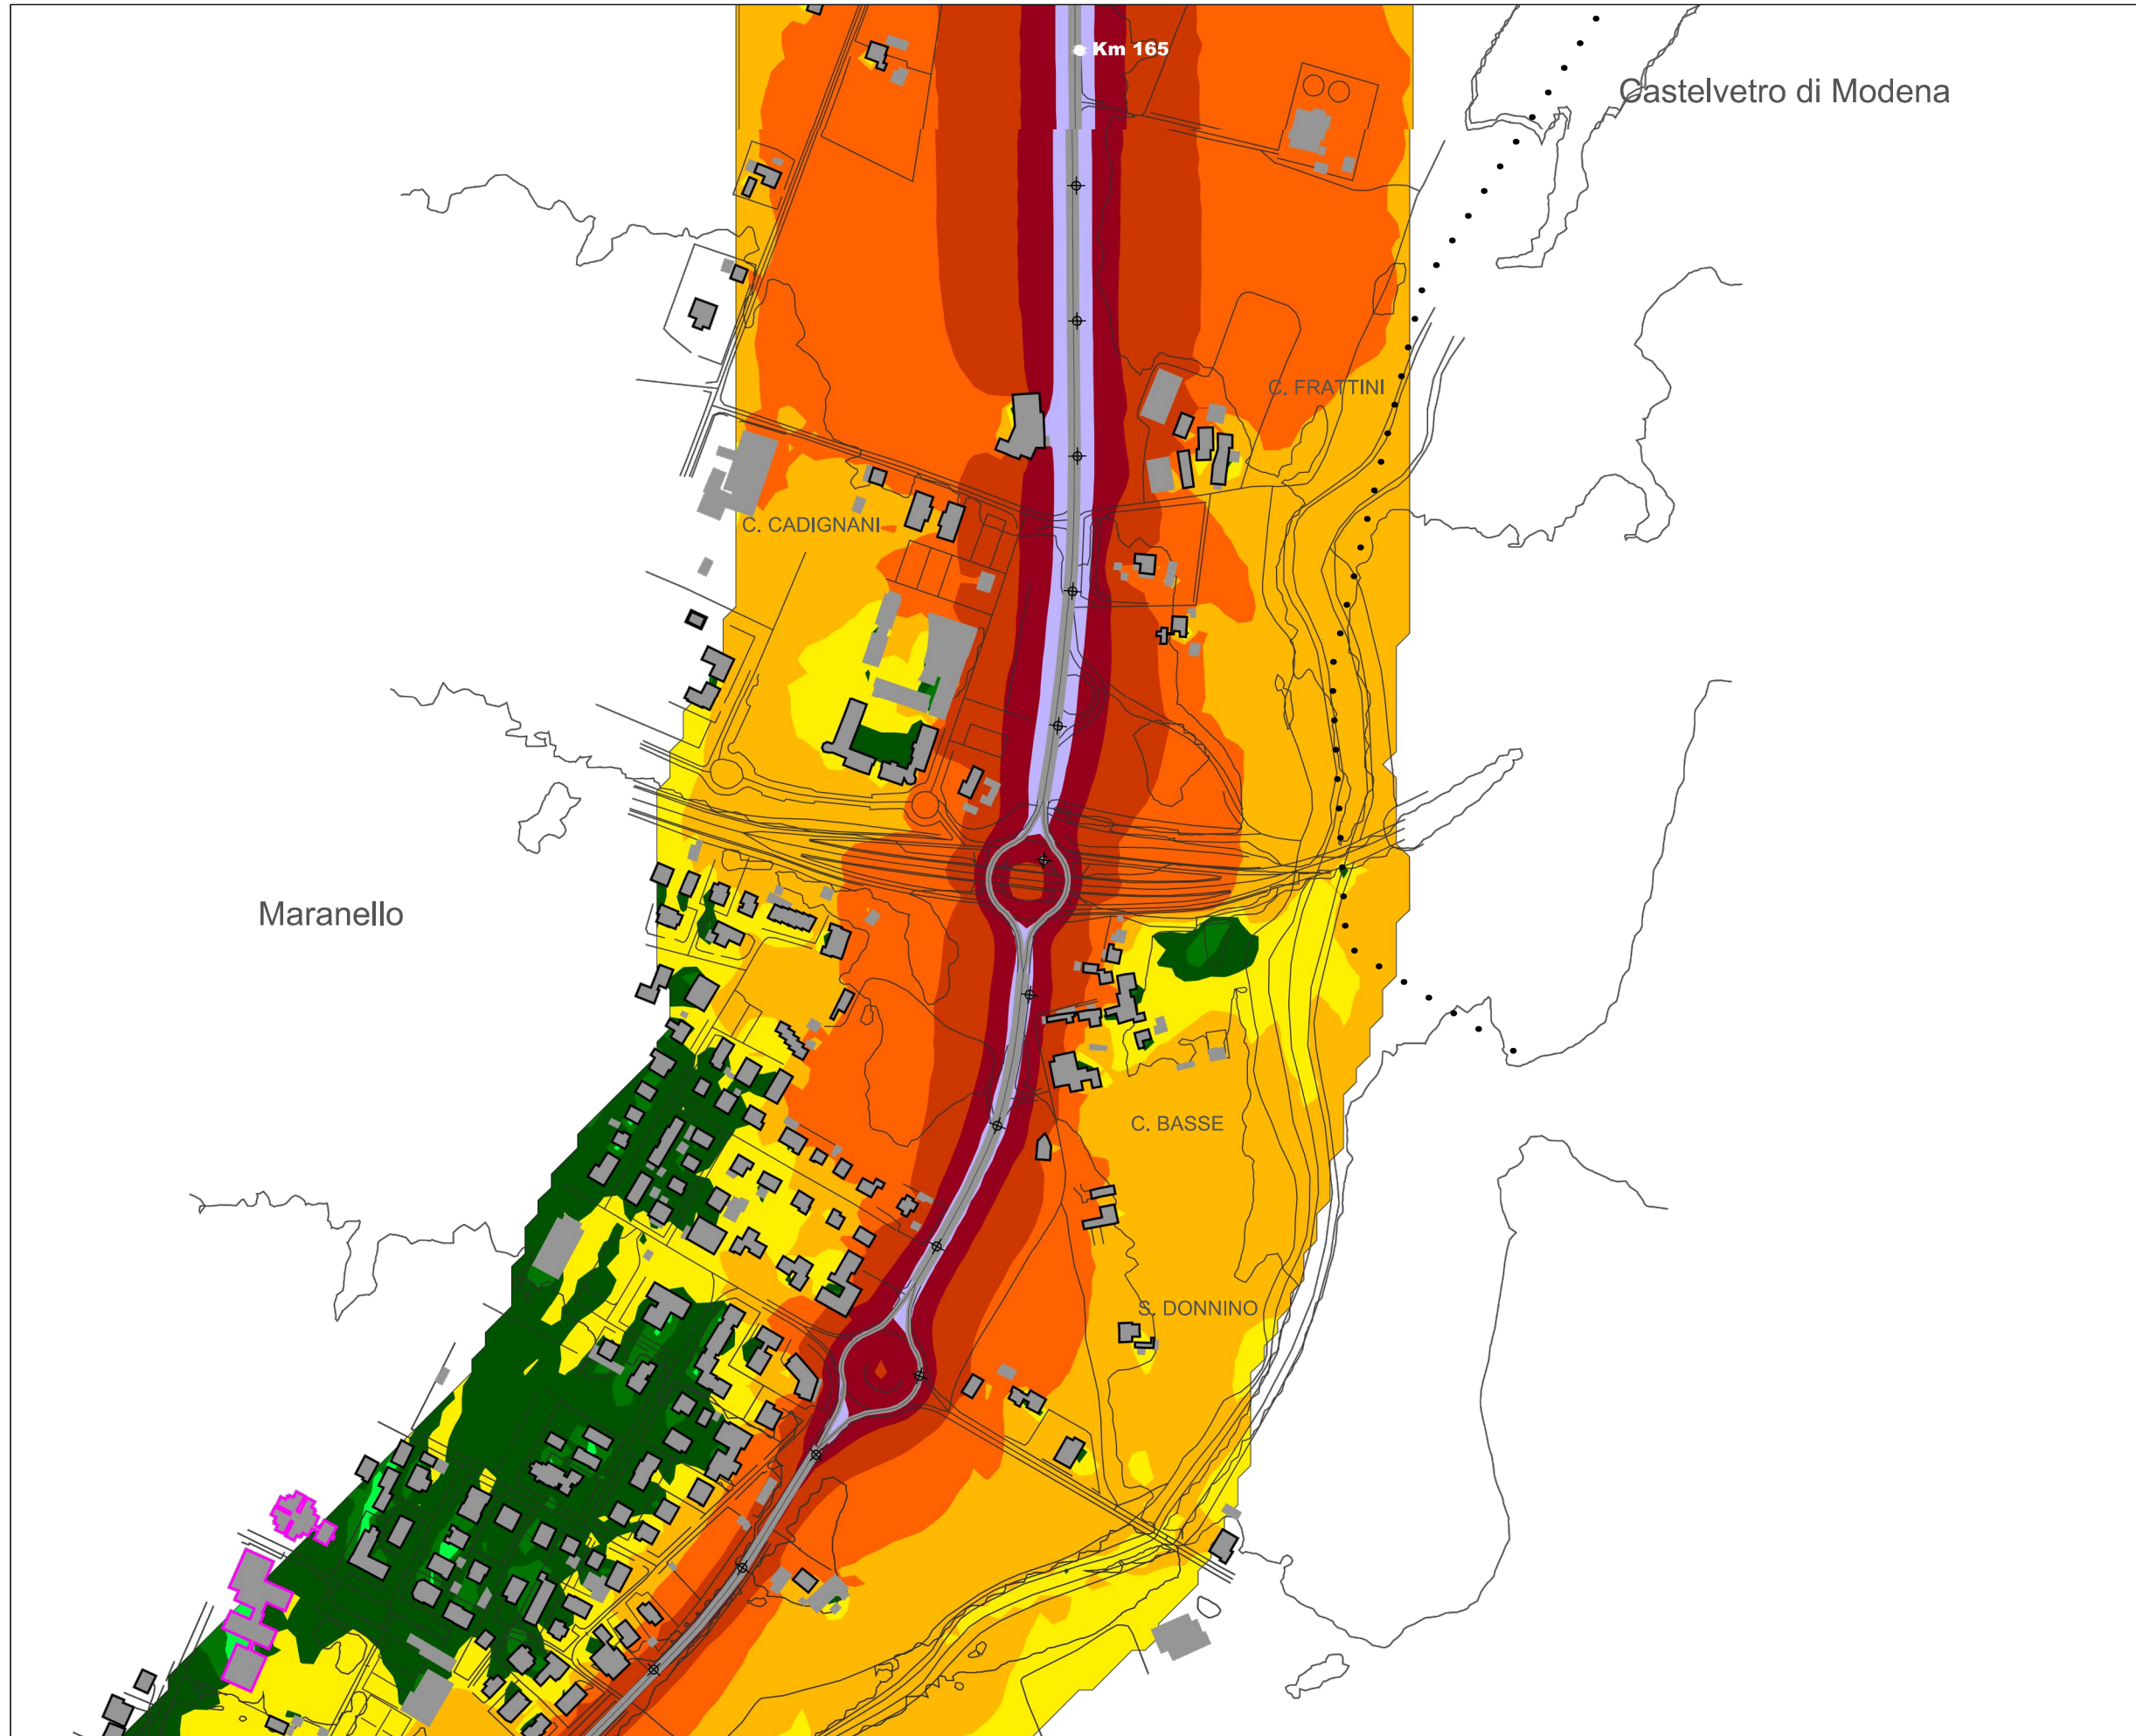 Km 165
Castelvetro di Modena
C. FRATTINI
C. CADIGNANI
Maranello
C. BASSE
S. DONNINO